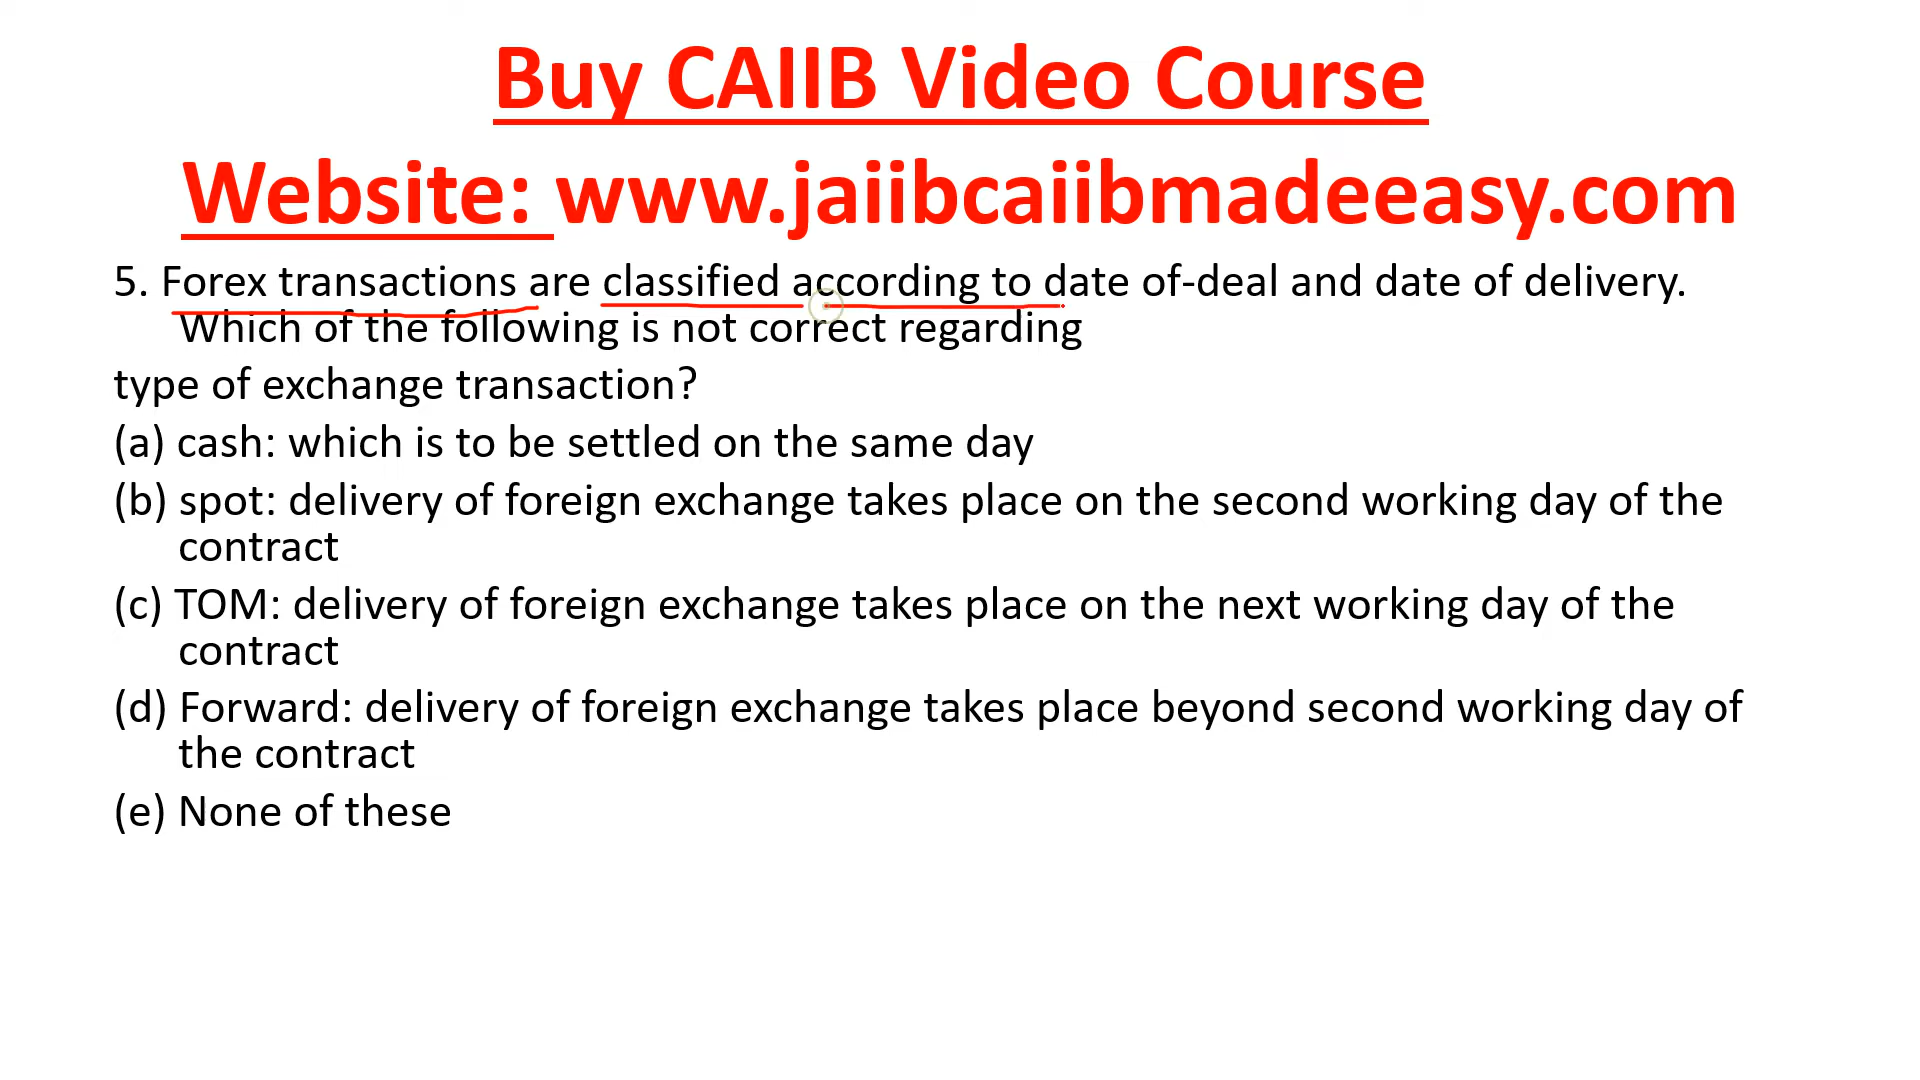 Buy CAIIB Video Course
Website: www.jaiibcaiibmadeeasy.com
5. Forex transactions are classified according to date of-deal and date of delivery.
Which of the following is not correct regarding
type of exchange transaction?
(a) cash: which is to be settled on the same day
(b) spot: delivery of foreign exchange takes place on the second working day of the
contract
(c) TOM: delivery of foreign exchange takes place on the next working day of the
contract
(d) Forward: delivery of foreign exchange takes place beyond second working day of
the contract
(e) None of these